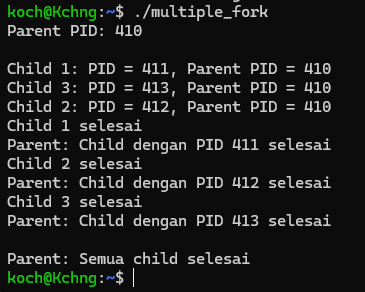 koch@Kchng:~$ ./multiple_fork
Parent PID: 410
Child 1: PID = 411, Parent PID = 410
Child 3: PID = 413, Parent PID = 410
Child 2: PID = 412, Parent PID = 410
Child 1 selesai
Parent: Child dengan PID 411 selesai
Child 2 selesai
Parent: Child dengan PID 412 selesai
Child 3 selesai
Parent: Child dengan PID 413 selesai
Parent: Semua child selesai
koch@Kchng:~$